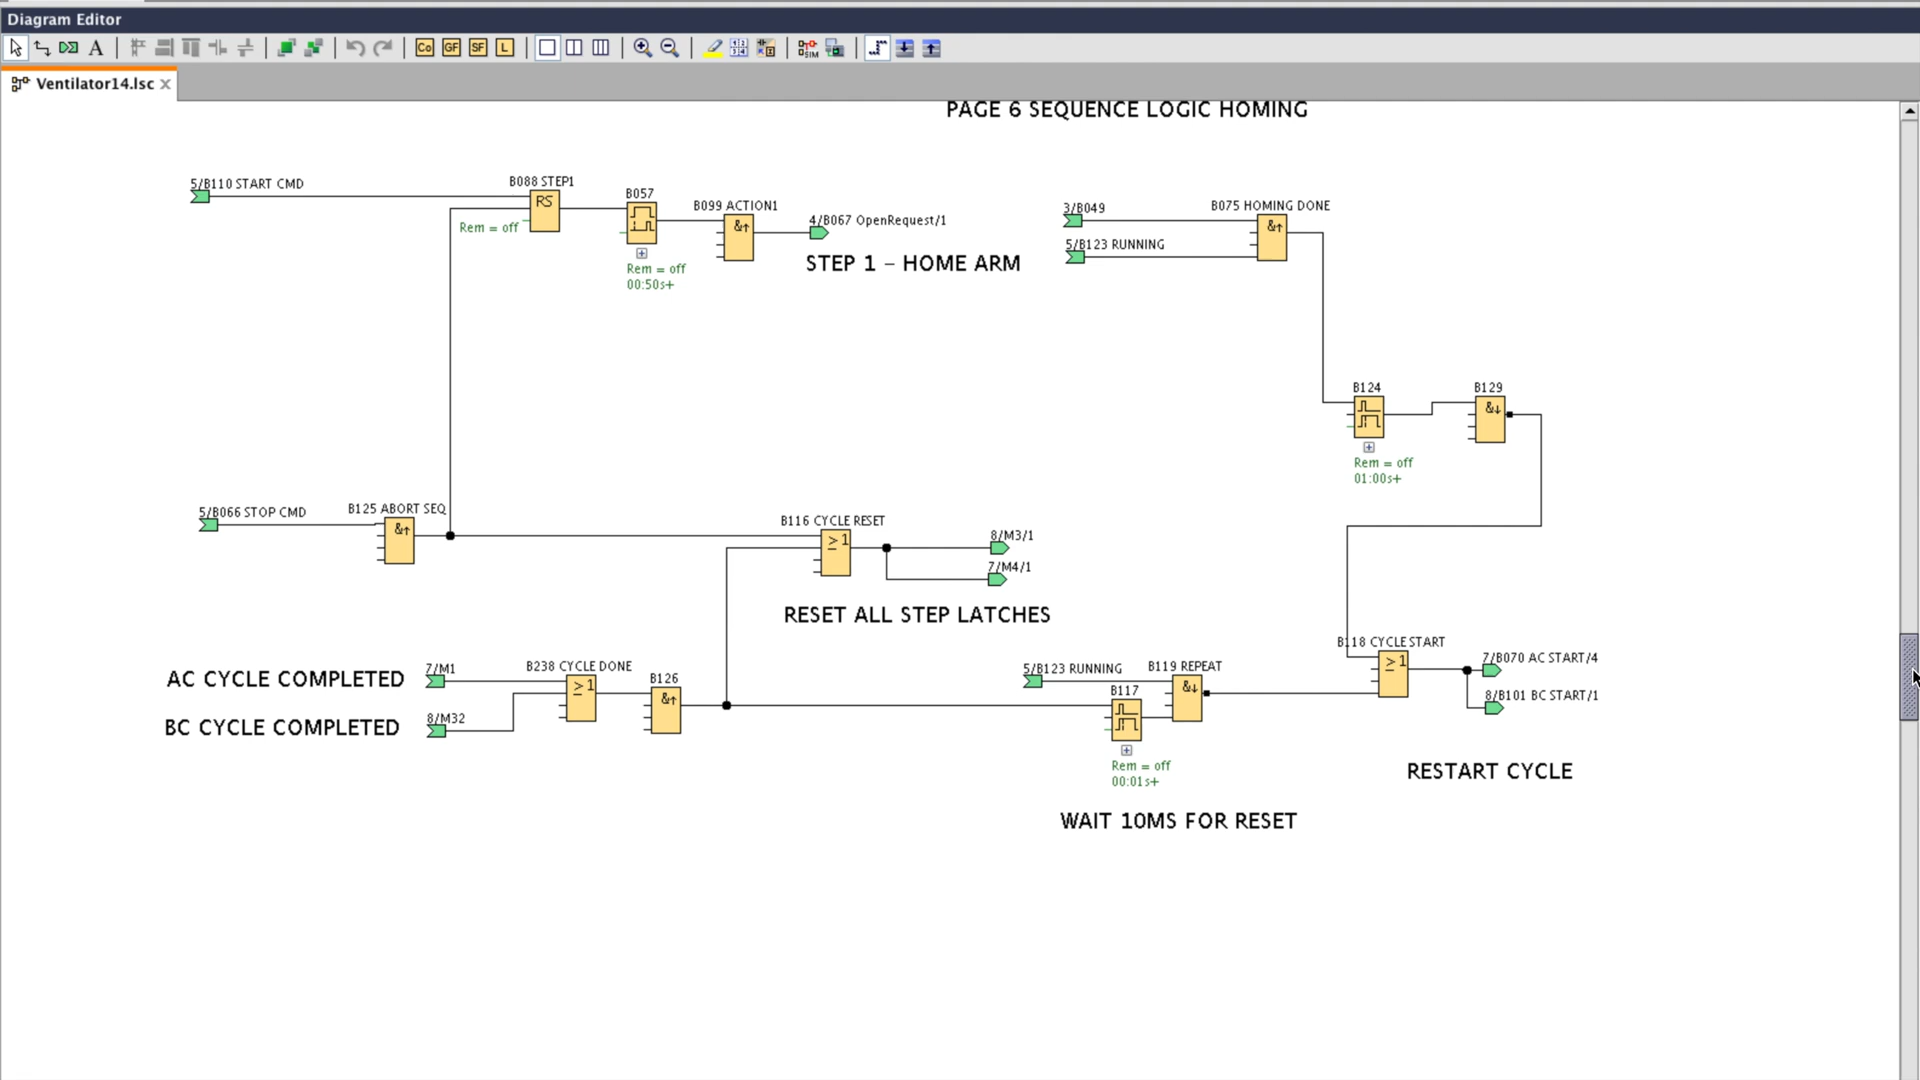 Diagram Editor
A Co GF SF L SIM
Ventilator14.lsc
PAGE 6 SEQUENCE LOGIC HOMING
5/B110 START CMD
B088 STEP1
RS
Rem = off
B057
Rem = off
00:50s+
B099 ACTION1
&↑
4/B067 OpenRequest/1
STEP 1 – HOME ARM
3/B049
5/B123 RUNNING
B075 HOMING DONE
&↑
B124
Rem = off
01:00s+
B129
&↓
5/B066 STOP CMD
B125 ABORT SEQ
&↑
B116 CYCLE RESET
≥1
8/M3/1
7/M4/1
RESET ALL STEP LATCHES
AC CYCLE COMPLETED
7/M1
BC CYCLE COMPLETED
8/M32
B238 CYCLE DONE
≥1
B126
&↑
5/B123 RUNNING
B117
Rem = off
00:01s+
B119 REPEAT
&↓
WAIT 10MS FOR RESET
B118 CYCLE START
≥1
7/B070 AC START/4
8/B101 BC START/1
RESTART CYCLE